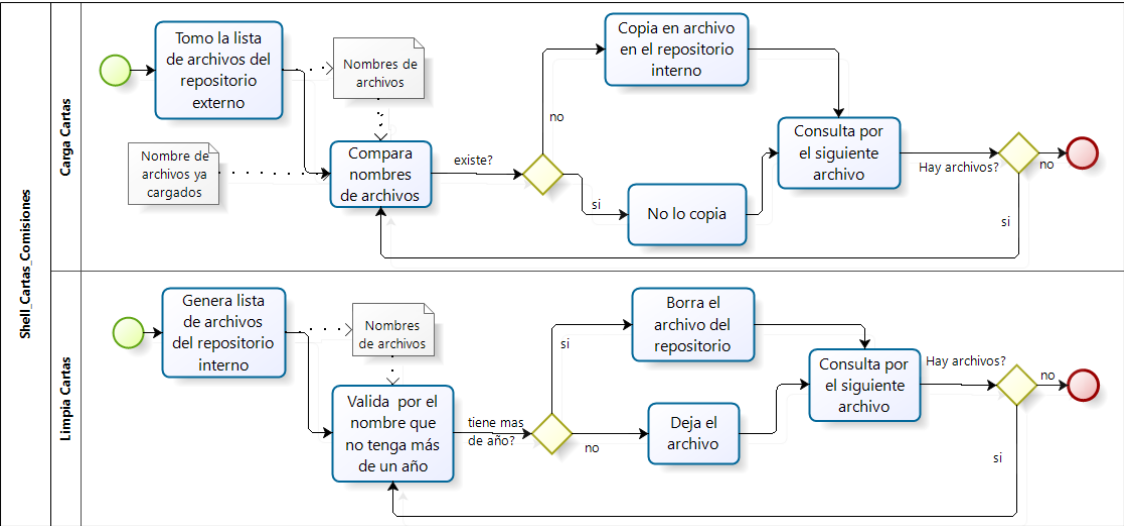 Shell_Cartas_Comisiones
Carga Cartas
Tomo la lista
de archivos del
repositorio
externo
Nombres de
archivos
Nombre de
archivos ya
cargados
Compara
nombres
de archivos
existe?
no
si
Copia en archivo
en el repositorio
interno
No lo copia
Consulta por
el siguiente
archivo
Hay archivos?
no
si
Limpia Cartas
Genera lista
de archivos
del repositorio
interno
Nombres
de archivos
Valida por el
nombre que
no tenga más
de un año
tiene mas
de año?
si
no
Borra el
archivo del
repositorio
Deja el
archivo
Consulta por
el siguiente
archivo
Hay archivos?
no
si